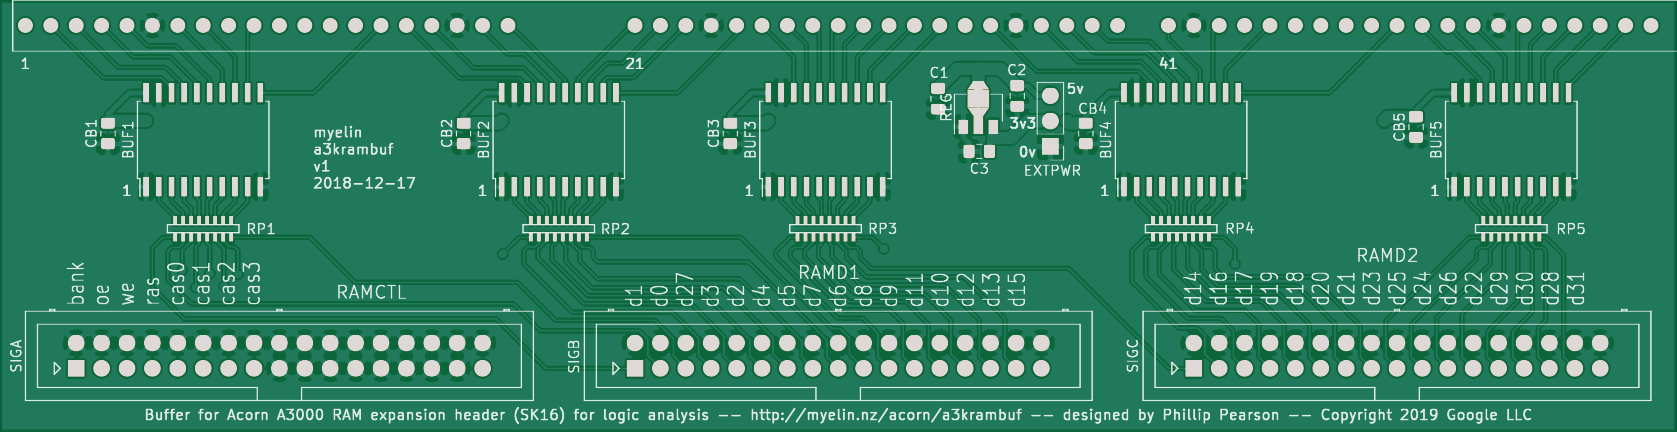 1
21
41
C1
C2
5v
REG
CB4
3v3
0v
C3
EXTPWR
CB1
BUF1
myelin
a3krambuf
v1
2018-12-17
CB2
BUF2
CB3
BUF3
BUF4
CB5
BUF5
1
1
1
1
1
RP1
RP2
RP3
RP4
RP5
RAMCTL
RAMD1
RAMD2
bank
oe
we
ras
cas0
cas1
cas2
cas3
d1
d0
d27
d3
d2
d4
d5
d7
d6
d8
d9
d11
d10
d12
d13
d15
d14
d16
d17
d19
d18
d20
d21
d23
d25
d24
d26
d22
d29
d30
d28
d31
SIGA
SIGB
SIGC
Buffer for Acorn A3000 RAM expansion header (SK16) for logic analysis -- http://myelin.nz/acorn/a3krambuf -- designed by Phillip Pearson -- Copyright 2019 Google LLC